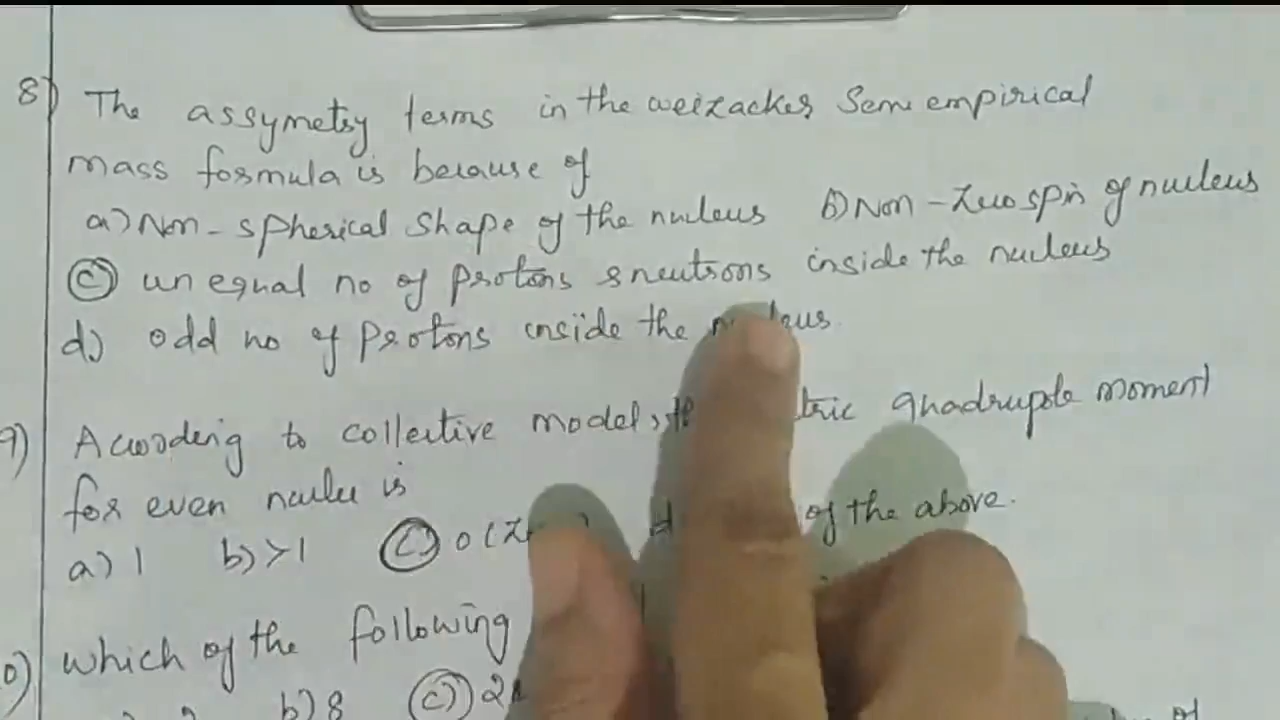 8) The assymetry terms in the weizacker Semi empirical
mass formula is because of
a) Non-spherical shape of the nucleus b) Non-zero spin of nucleus
c) unequal no of protons & neutrons inside the nucleus
d) odd no of protons inside the nucleus.
9) According to collective model, quadrupole moment
for even nuclei is
a) 1 b) >1 c) 0 of the above.
which of the following
b) 8 c)
of